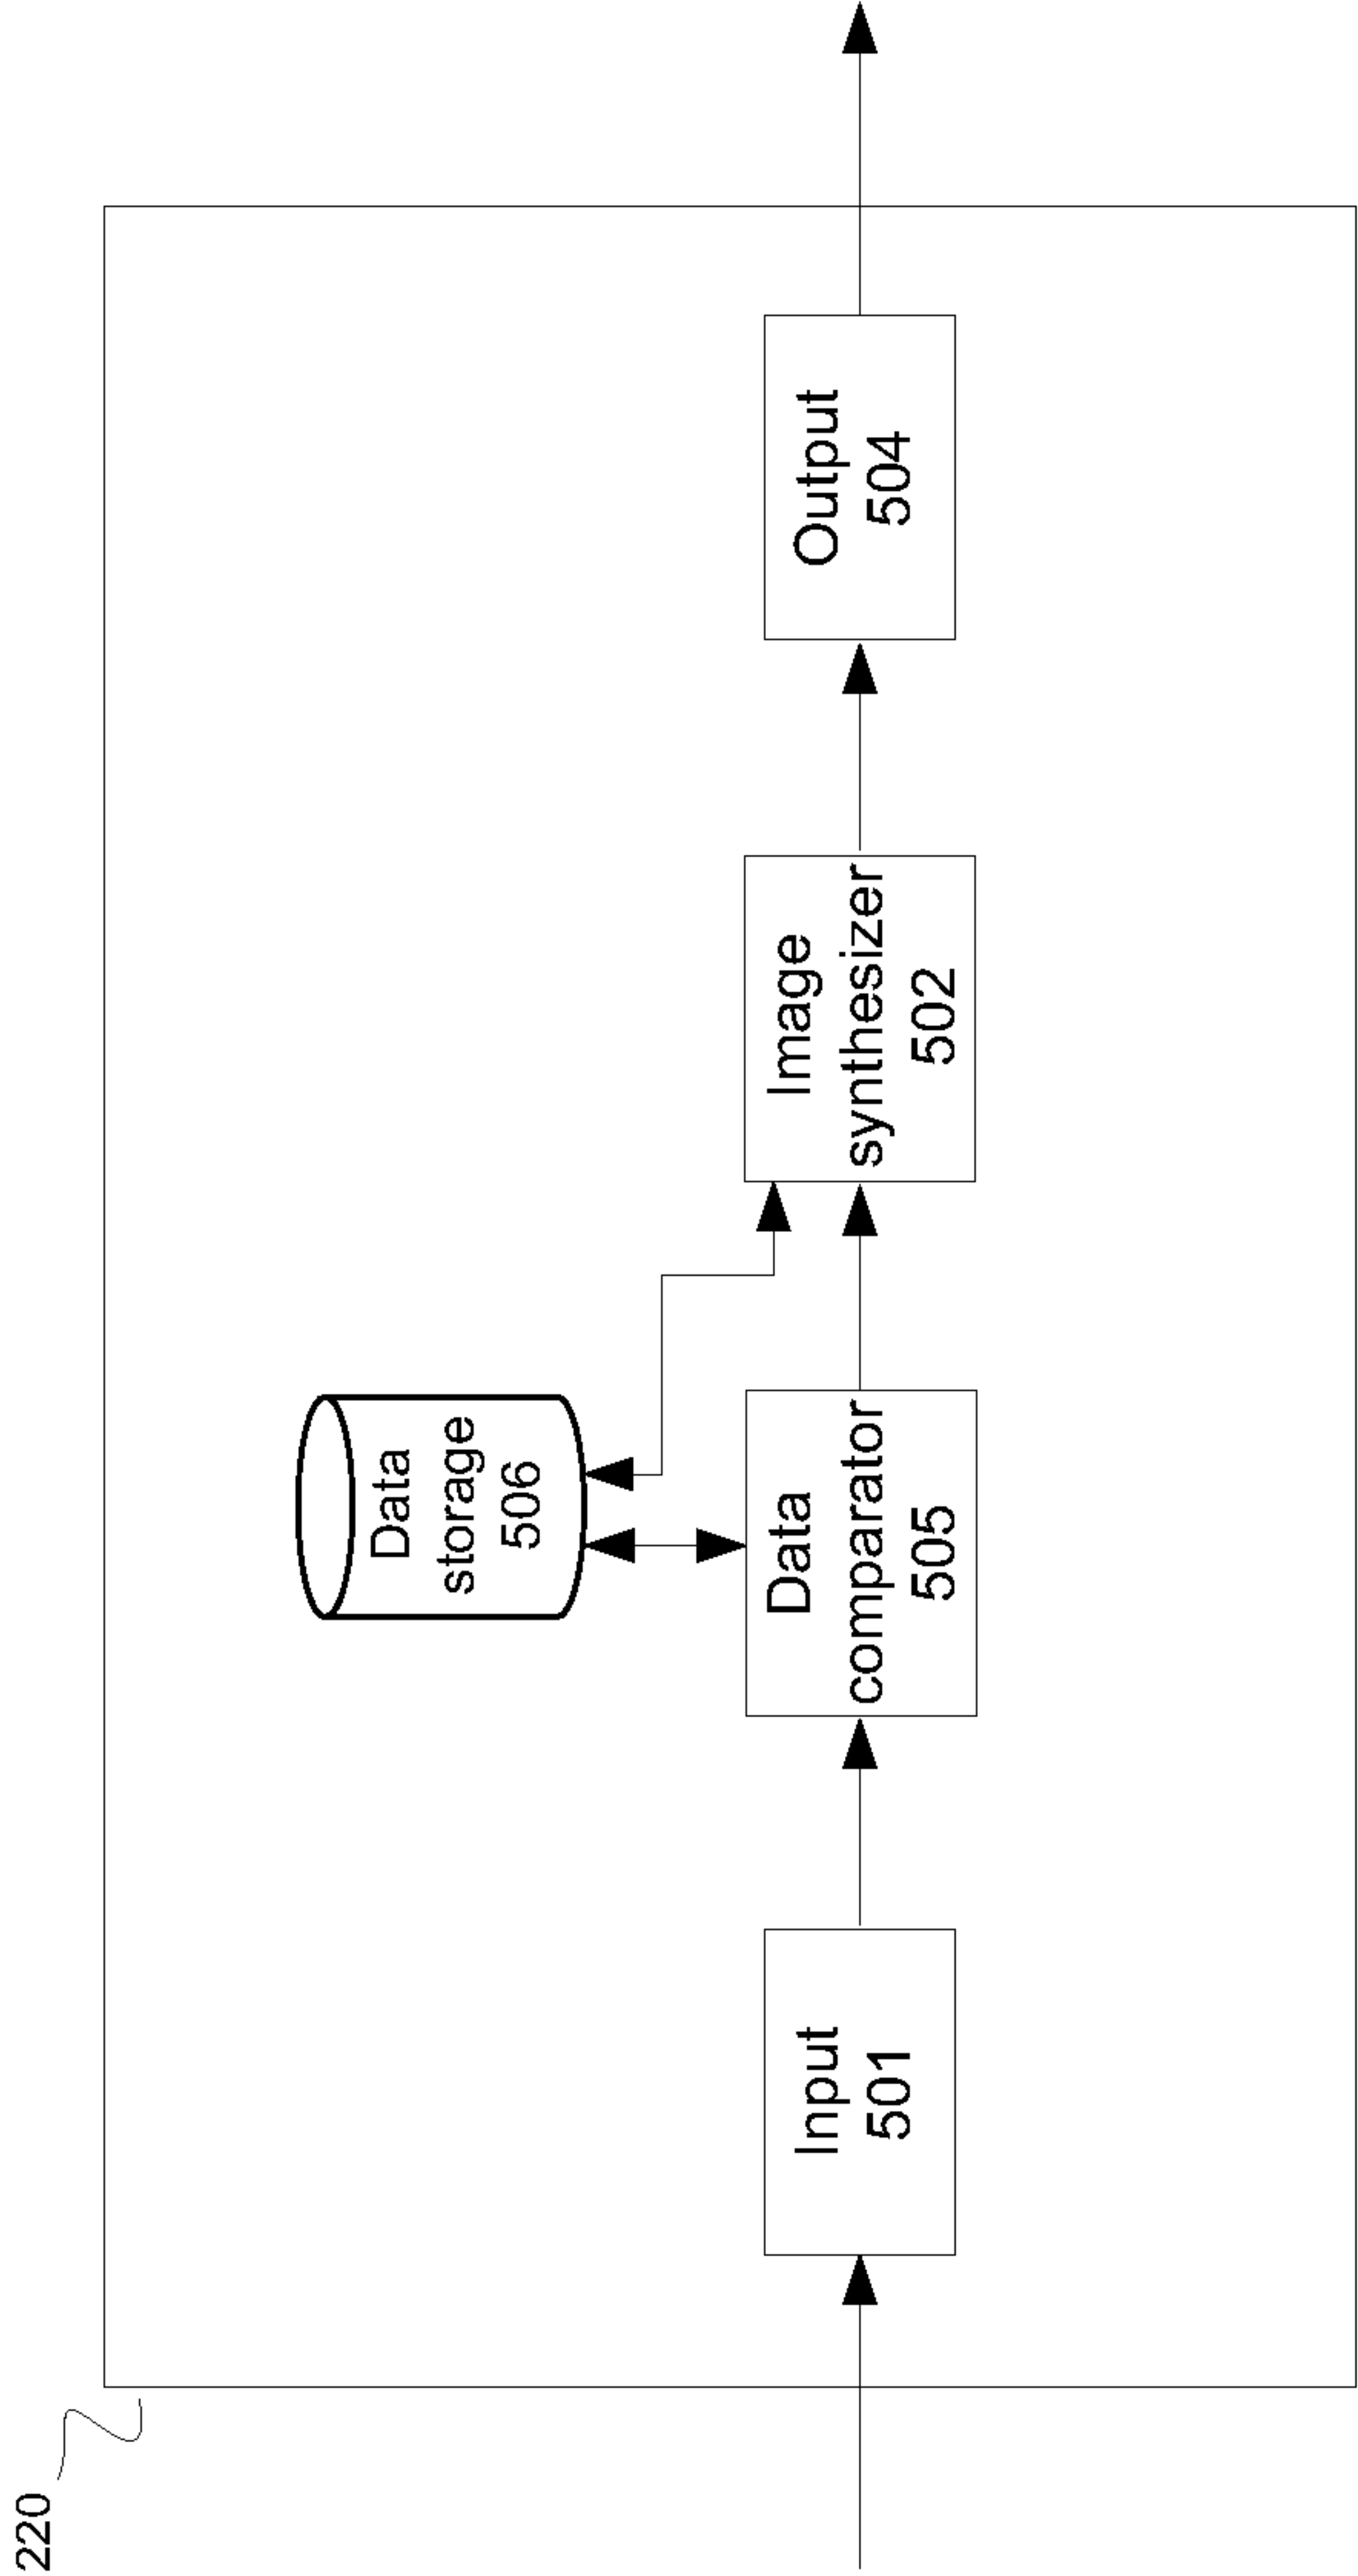 220
Data
storage
506
Input
501
Data
comparator
505
Image
synthesizer
502
Output
504